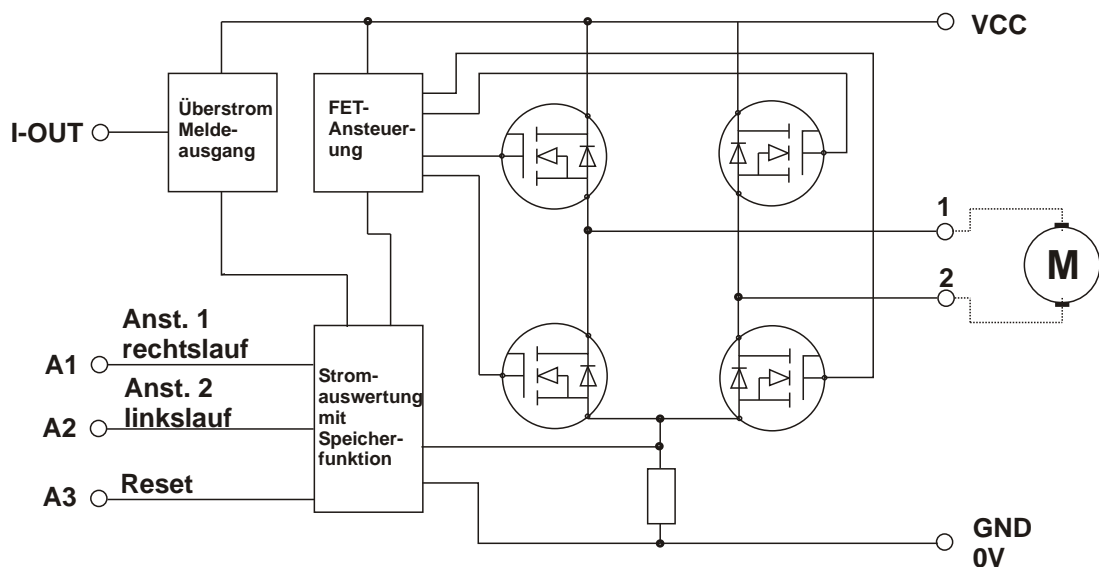 VCC
Überstrom
Melde-
ausgang
FET-
Ansteuer-
ung
I-OUT
1
2
M
Anst. 1
rechtslauf
A1
Anst. 2
linkslauf
A2
Reset
A3
Strom-
auswertung
mit
Speicher-
funktion
GND
0V